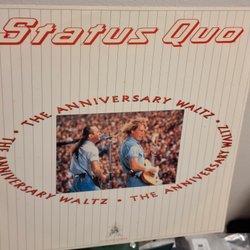 Status Quo
THE ANNIVERSARY WALTZ • THE ANNIVERSARY WALTZ • THE ANNIVERSARY WALTZ •